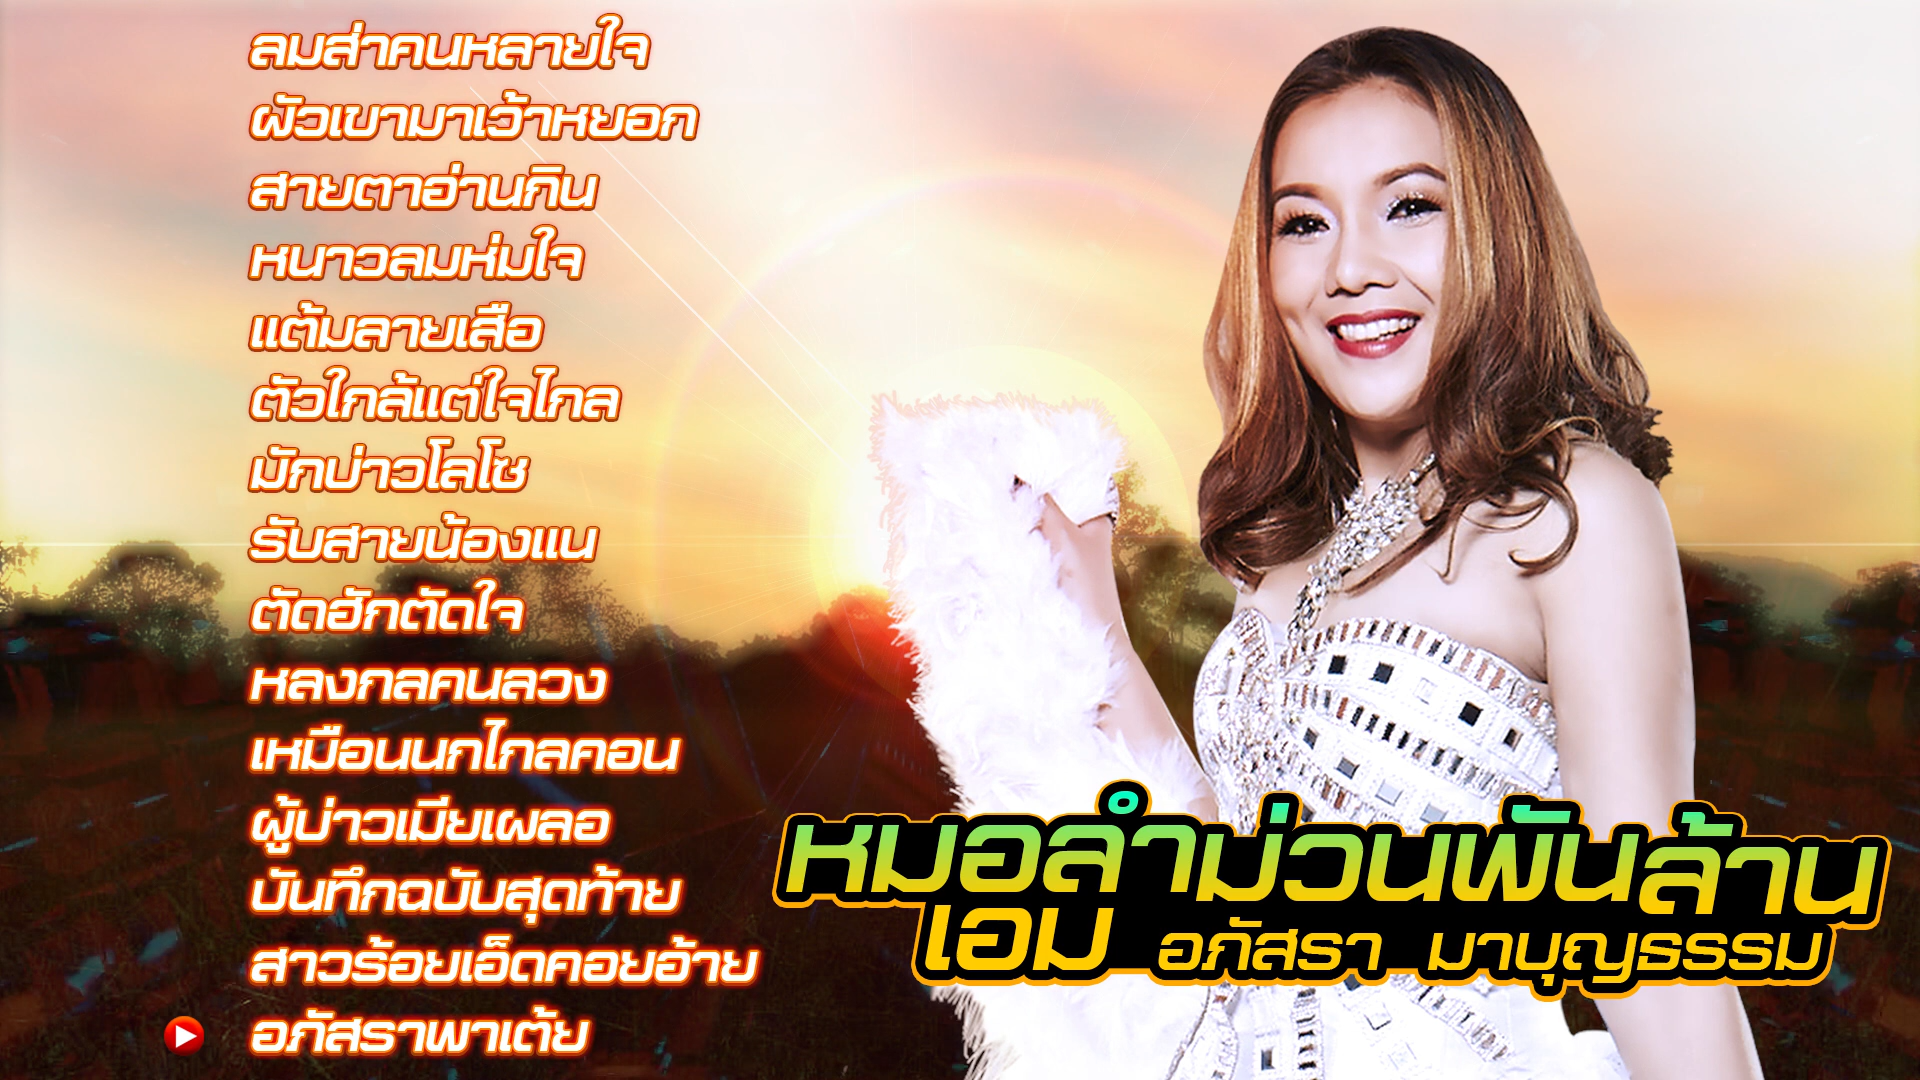 ลมส่าคนหลายใจ
ผัวเขามาเว้าหยอก
สายตาอ่านกิน
หนาวลมห่มใจ
แต้มลายเสือ
ตัวใกล้แต่ใจไกล
มักบ่าวโลโซ
รับสายน้องแน
ตัดฮักตัดใจ
หลงกลคนลวง
เหมือนนกไกลคอน
ผู้บ่าวเมียเผลอ
บันทึกฉบับสุดท้าย
สาวร้อยเอ็ดคอยอ้าย
อภัสราพาเต้ย
หมอลำม่วนพันล้าน
เอม อภัสรา มาบุญธรรม